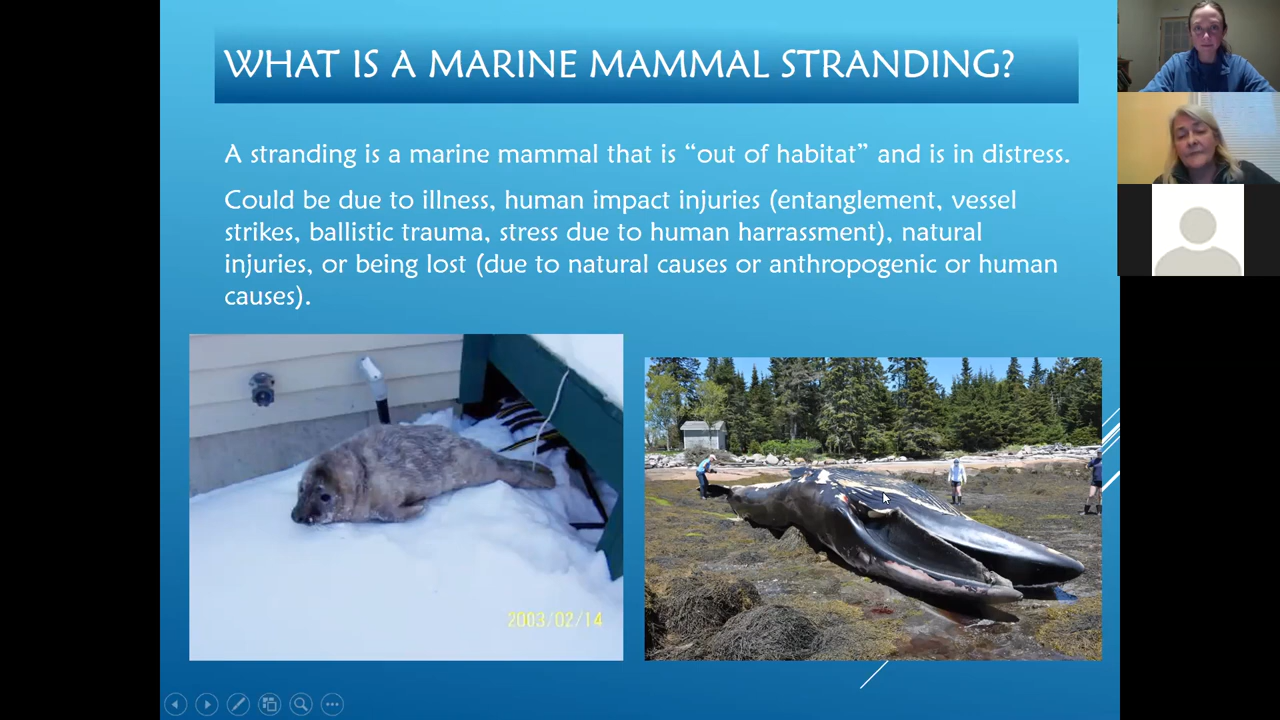 WHAT IS A MARINE MAMMAL STRANDING?
A stranding is a marine mammal that is “out of habitat” and is in distress.
Could be due to illness, human impact injuries (entanglement, vessel
strikes, ballistic trauma, stress due to human harrassment), natural
injuries, or being lost (due to natural causes or anthropogenic or human
causes).
2003/02/14